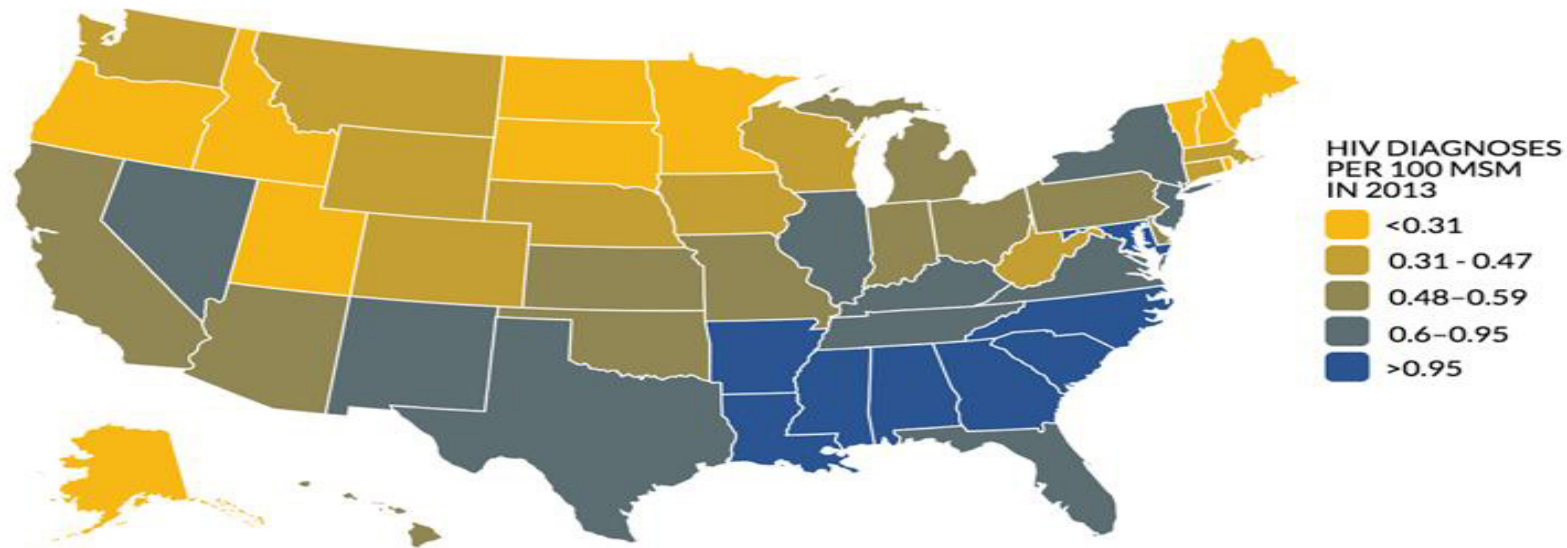 HIV DIAGNOSES
PER 100 MSM
IN 2013
<0.31
0.31 - 0.47
0.48–0.59
0.6–0.95
>0.95